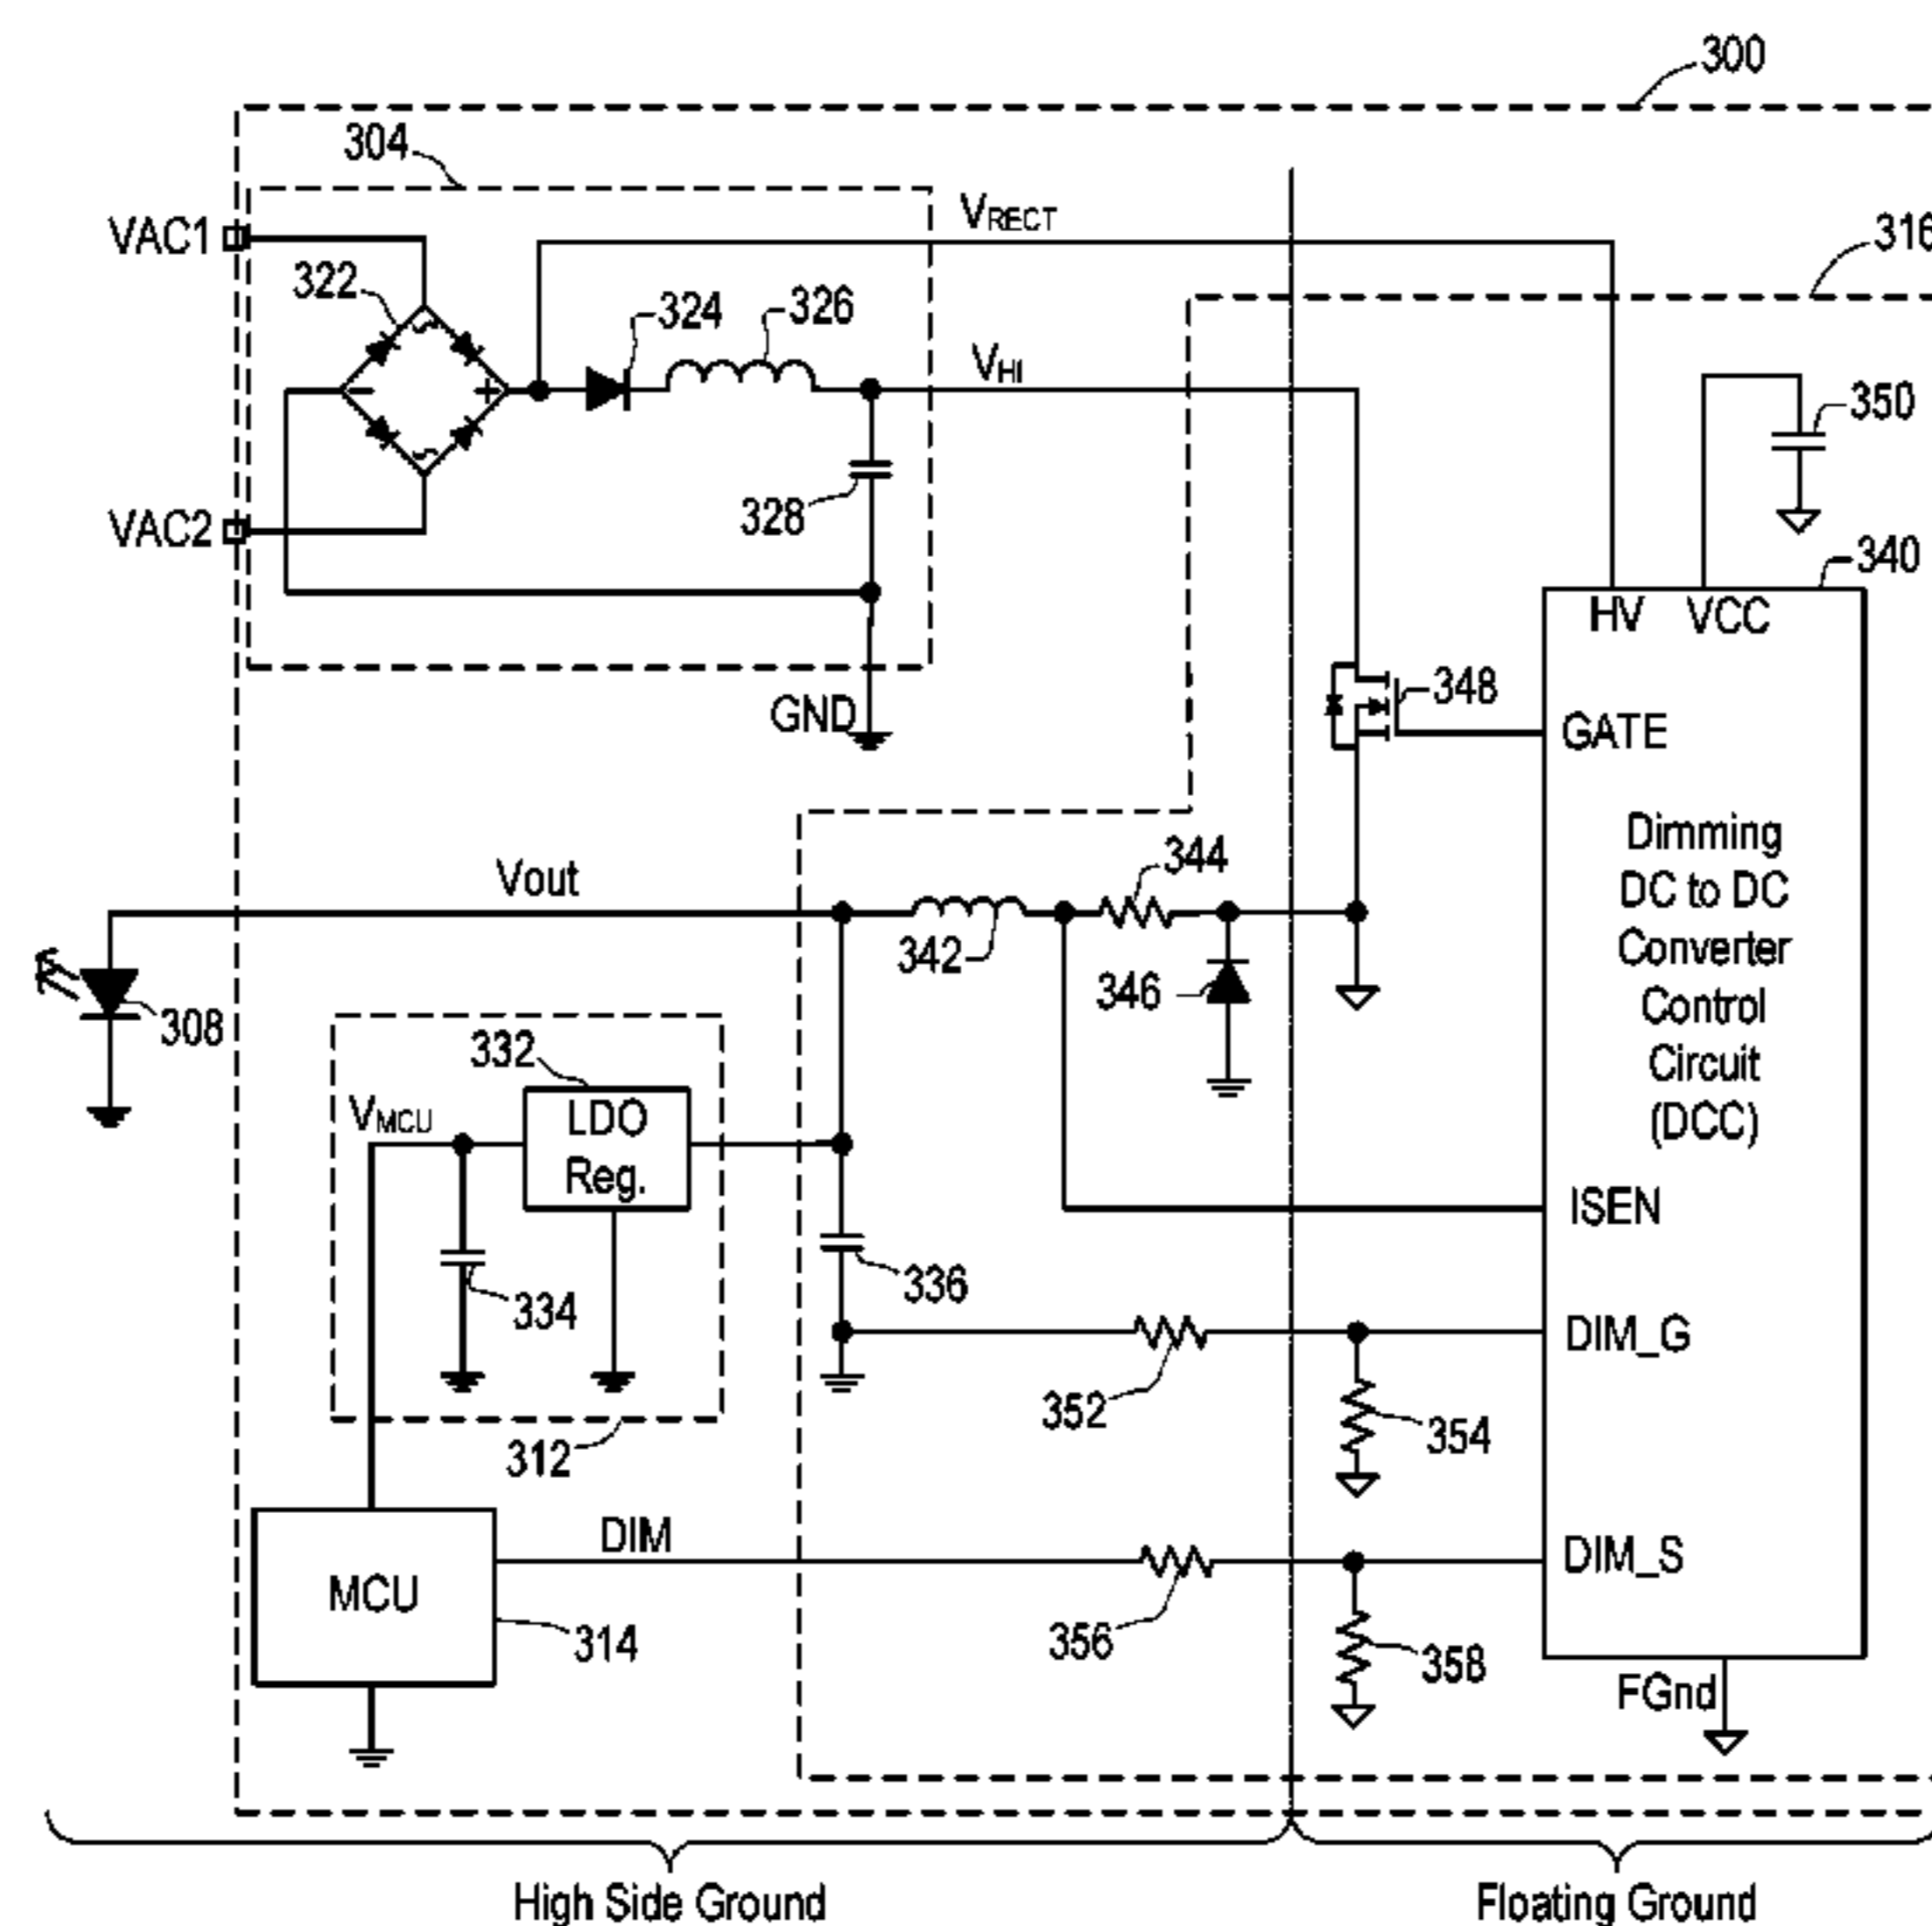 300
304
VRECT
VAC1
316
322
324
326
VHI
350
328
VAC2
340
HV VCC
348
GND
GATE
Dimming
DC to DC
Converter
Control
Circuit
(DCC)
344
Vout
342
346
308
332
VMCU
LDO
Reg.
ISEN
336
334
DIM_G
352
354
312
DIM
DIM_S
MCU
314
356
358
FGnd
High Side Ground
Floating Ground